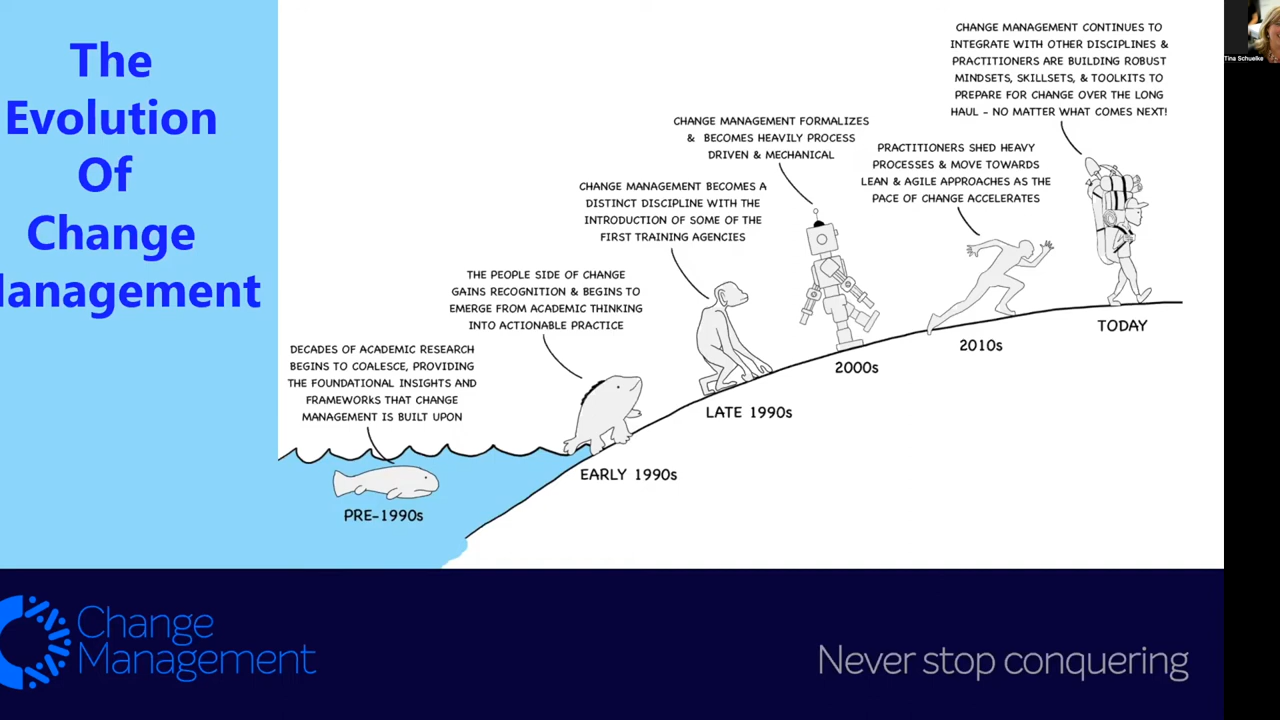 The
Evolution
Of
Change
Management
DECADES OF ACADEMIC RESEARCH
BEGINS TO COALESCE, PROVIDING
THE FOUNDATIONAL INSIGHTS AND
FRAMEWORKS THAT CHANGE
MANAGEMENT IS BUILT UPON
PRE-1990s
THE PEOPLE SIDE OF CHANGE
GAINS RECOGNITION & BEGINS TO
EMERGE FROM ACADEMIC THINKING
INTO ACTIONABLE PRACTICE
EARLY 1990s
CHANGE MANAGEMENT BECOMES A
DISTINCT DISCIPLINE WITH THE
INTRODUCTION OF SOME OF THE
FIRST TRAINING AGENCIES
LATE 1990s
CHANGE MANAGEMENT FORMALIZES
& BECOMES HEAVILY PROCESS
DRIVEN & MECHANICAL
2000s
PRACTITIONERS SHED HEAVY
PROCESSES & MOVE TOWARDS
LEAN & AGILE APPROACHES AS THE
PACE OF CHANGE ACCELERATES
2010s
CHANGE MANAGEMENT CONTINUES TO
INTEGRATE WITH OTHER DISCIPLINES &
PRACTITIONERS ARE BUILDING ROBUST
MINDSETS, SKILLSETS, & TOOLKITS TO
PREPARE FOR CHANGE OVER THE LONG
HAUL - NO MATTER WHAT COMES NEXT!
TODAY
Tina Schuelke
Change
Management
Never stop conquering